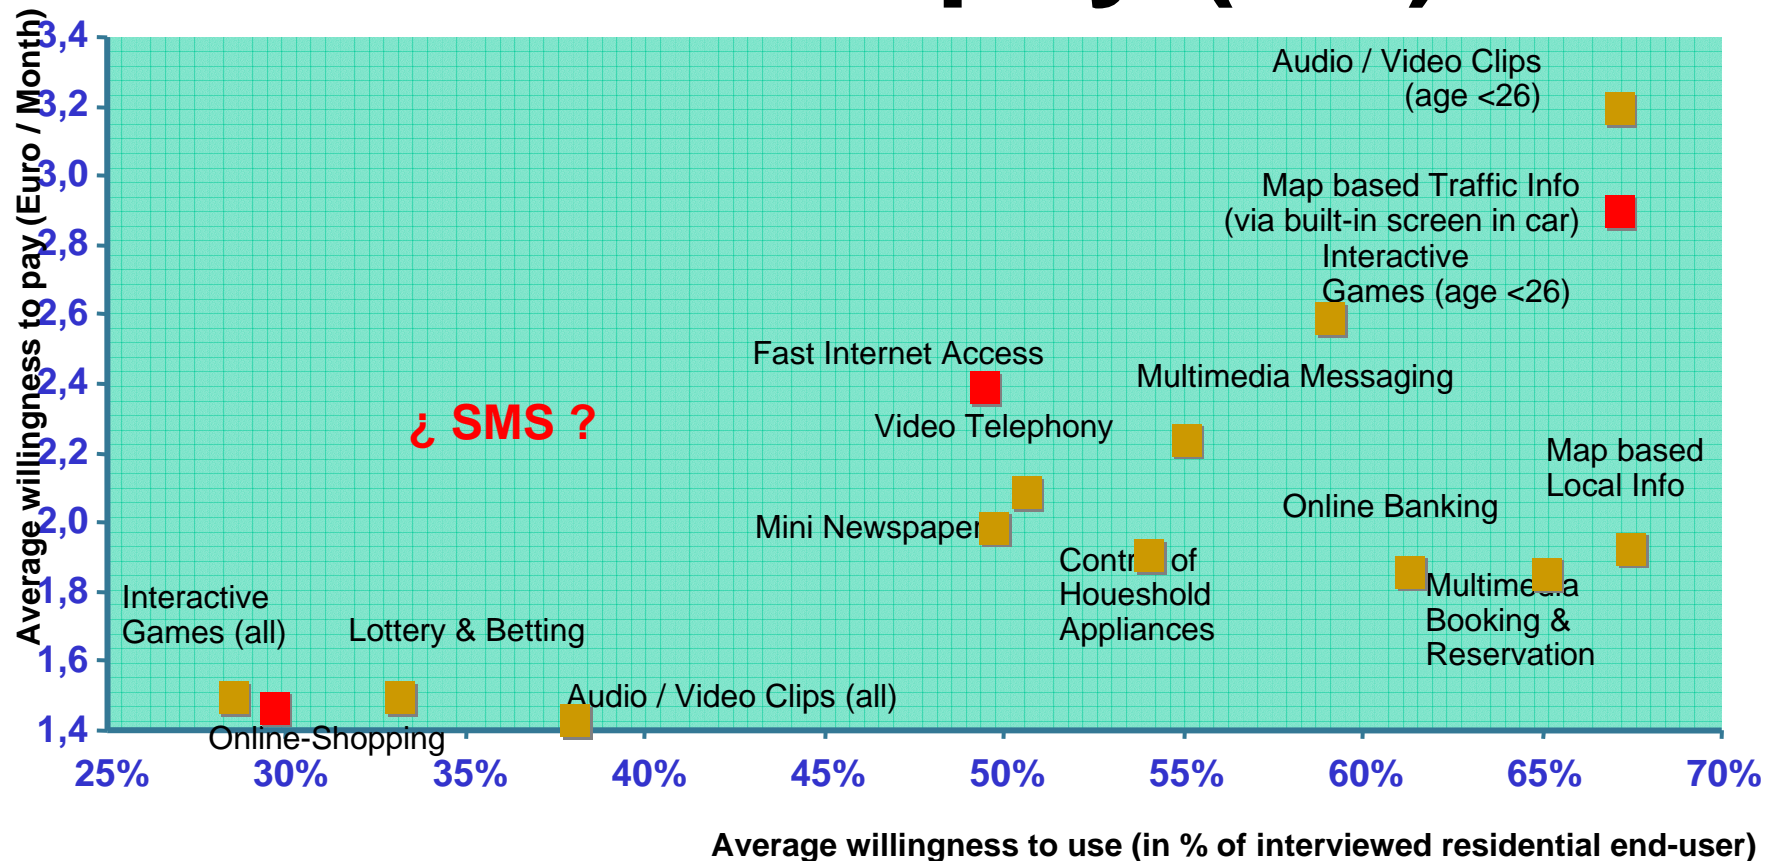 Average willingness to pay (Euro / Month)
3,4
3,2
3,0
2,8
2,6
2,4
2,2
2,0
1,8
1,6
1,4
Audio / Video Clips
(age <26)
Map based Traffic Info
(via built-in screen in car)
Interactive
Games (age <26)
Fast Internet Access
Multimedia Messaging
¿ SMS ?
Video Telephony
Map based
Local Info
Online Banking
Mini Newspaper
Control of
Houeshold
Appliances
Multimedia
Booking &
Reservation
Interactive
Games (all)
Lottery & Betting
Audio / Video Clips (all)
Online-Shopping
25% 30% 35% 40% 45% 50% 55% 60% 65% 70%
Average willingness to use (in % of interviewed residential end-user)